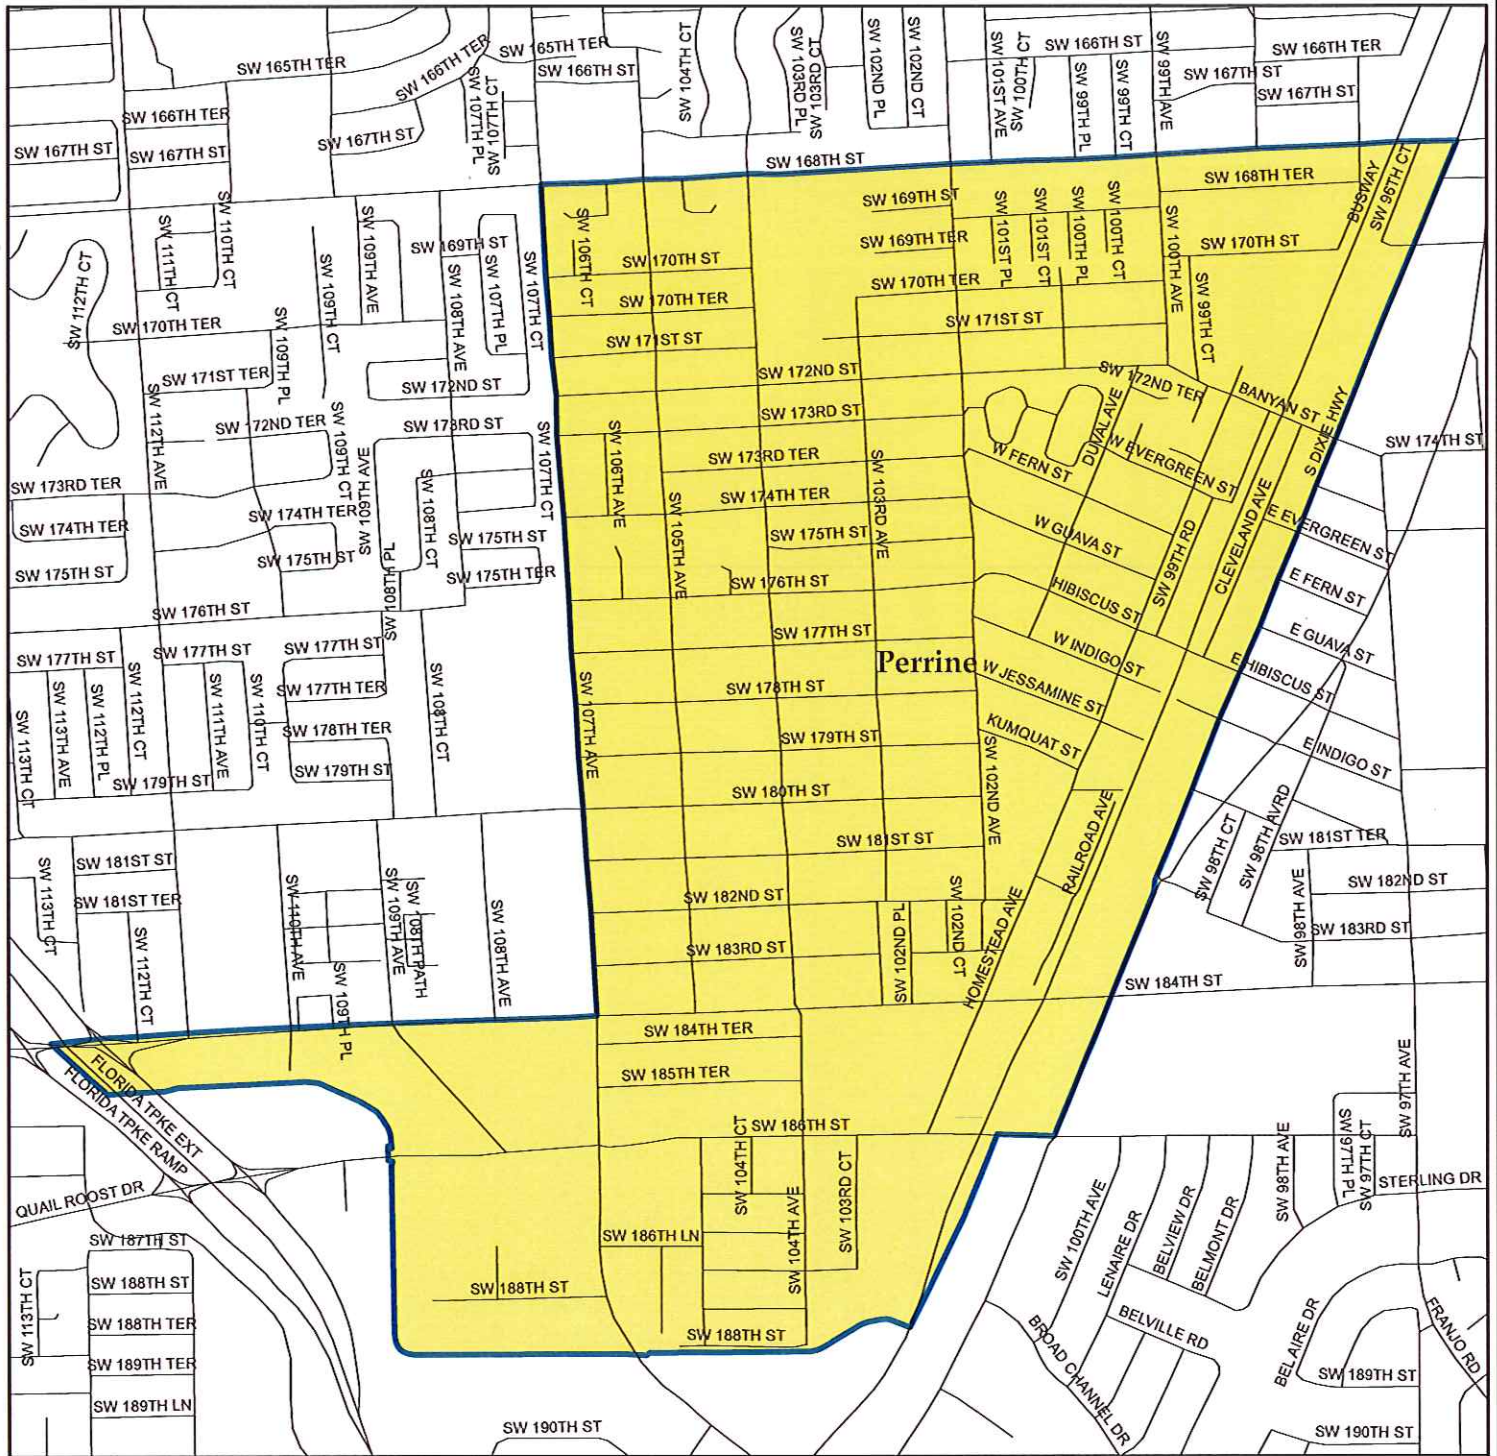 SW 165TH TER
SW 166TH TER
SW 165TH TER
SW 166TH ST
SW 104TH CT
SW 103RD PL
SW 103RD CT
SW 102ND PL
SW 102ND CT
SW 101ST AVE
SW 100TH CT
SW 166TH ST
SW 99TH PL
SW 99TH CT
SW 99TH AVE
SW 166TH TER
SW 167TH ST
SW 167TH ST
SW 166TH TER
SW 167TH ST
SW 167TH ST
SW 167TH ST
SW 107TH PL
SW 107TH CT
SW 168TH ST
SW 168TH TER
BUSWAY
SW 96TH CT
SW 112TH CT
SW 111TH CT
SW 110TH CT
SW 109TH CT
SW 109TH AVE
SW 169TH ST
SW 108TH AVE
SW 107TH PL
SW 107TH CT
SW 106TH CT
SW 170TH ST
SW 170TH TER
SW 171ST ST
SW 169TH ST
SW 169TH TER
SW 170TH TER
SW 101ST PL
SW 101ST CT
SW 100TH PL
SW 100TH CT
SW 100TH AVE
SW 170TH ST
SW 99TH CT
SW 171ST ST
SW 170TH TER
SW 109TH PL
SW 171ST TER
SW 172ND ST
SW 172ND ST
SW 172ND TER
BANYAN ST
S DIXIE HWY
SW 174TH ST
SW 112TH AVE
SW 172ND TER
SW 109TH CT
SW 109TH AVE
SW 173RD ST
SW 107TH CT
SW 106TH AVE
SW 173RD ST
SW 173RD TER
SW 174TH TER
SW 175TH ST
SW 103RD AVE
SW 105TH AVE
SW 176TH ST
DUVAL AVE
W EVERGREEN ST
W FERN ST
W GUAVA ST
HIBISCUS ST
SW 99TH RD
CLEVELAND AVE
E EVERGREEN ST
E FERN ST
E GUAVA ST
E HIBISCUS ST
E INDIGO ST
SW 173RD TER
SW 174TH TER
SW 175TH ST
SW 174TH TER
SW 175TH ST
SW 108TH CT
SW 108TH PL
SW 175TH ST
SW 175TH TER
SW 176TH ST
SW 177TH ST
SW 177TH ST
SW 177TH ST
SW 177TH TER
SW 178TH TER
SW 179TH ST
SW 113TH CT
SW 113TH AVE
SW 112TH PL
SW 112TH CT
SW 111TH AVE
SW 110TH CT
SW 179TH ST
SW 108TH CT
SW 107TH AVE
SW 177TH ST
Perrine
SW 178TH ST
SW 179TH ST
SW 180TH ST
SW 181ST ST
SW 102ND AVE
W INDIGO ST
W JESSAMINE ST
KUMQUAT ST
RAILROAD AVE
HOMESTEAD AVE
SW 98TH CT
SW 98TH AVRD
SW 181ST TER
SW 182ND ST
SW 98TH AVE
SW 183RD ST
SW 184TH ST
SW 181ST ST
SW 181ST TER
SW 113TH CT
SW 112TH CT
SW 110TH AVE
SW 109TH AVE
SW 108TH PATH
SW 109TH PL
SW 108TH AVE
SW 182ND ST
SW 183RD ST
SW 102ND PL
SW 102ND CT
SW 184TH TER
SW 185TH TER
SW 186TH ST
FLORIDA TPKE EXT
FLORIDA TPKE RAMP
QUAIL ROOST DR
SW 187TH ST
SW 188TH ST
SW 188TH TER
SW 189TH TER
SW 189TH LN
SW 113TH CT
SW 188TH ST
SW 186TH LN
SW 104TH CT
SW 104TH AVE
SW 103RD CT
SW 188TH ST
SW 190TH ST
SW 100TH AVE
LENAIRE DR
BELVIEW DR
BELMONT DR
BELVILLE RD
BROAD CHANNEL DR
SW 98TH AVE
SW 97TH PL
SW 97TH CT
SW 97TH AVE
STERLING DR
BEL AIRE DR
FRANJO RD
SW 189TH ST
SW 190TH ST